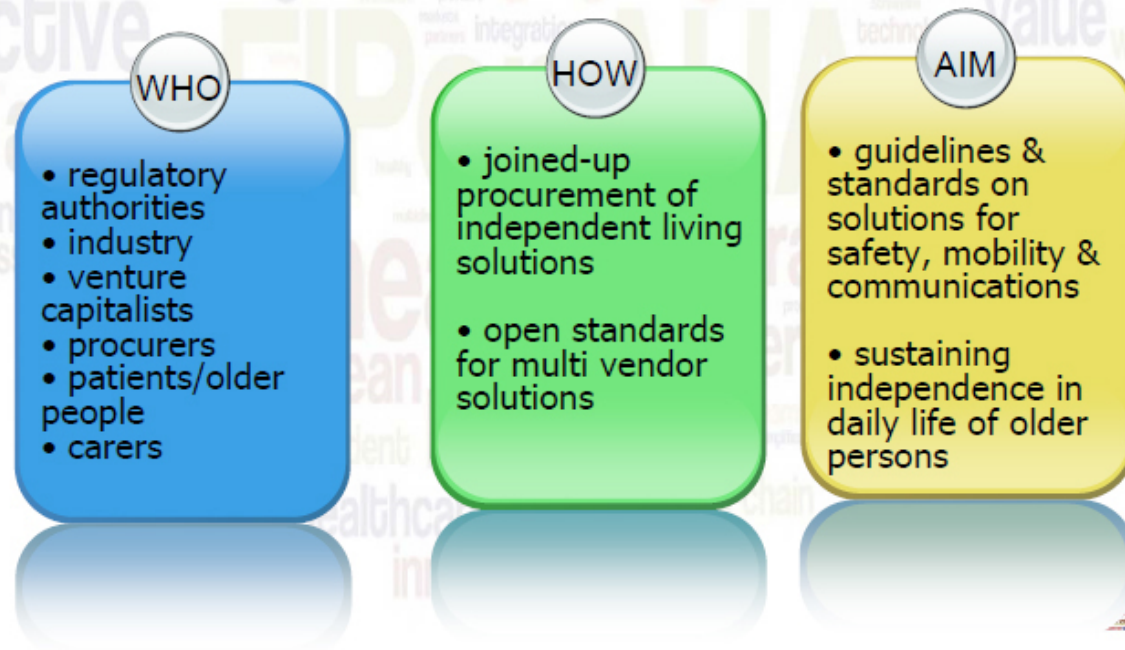 WHO
• regulatory
authorities
• industry
• venture
capitalists
• procurers
• patients/older
people
• carers
HOW
• joined-up
procurement of
independent living
solutions
• open standards
for multi vendor
solutions
AIM
• guidelines &
standards on
solutions for
safety, mobility &
communications
• sustaining
independence in
daily life of older
persons
value
chain